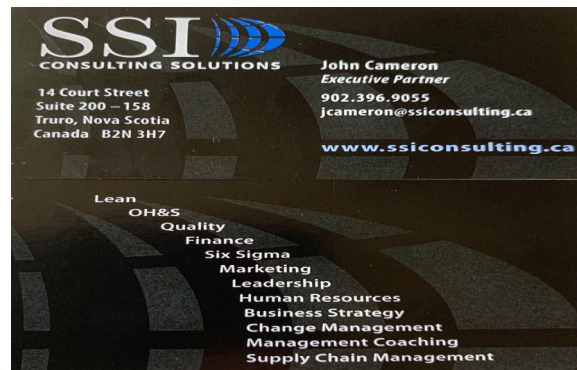 SSI
CONSULTING SOLUTIONS
14 Court Street
Suite 200 – 158
Truro, Nova Scotia
Canada B2N 3H7
John Cameron
Executive Partner
902.396.9055
jcameron@ssiconsulting.ca
www.ssiconsulting.ca
Lean
OH&S
Quality
Finance
Six Sigma
Marketing
Leadership
Human Resources
Business Strategy
Change Management
Management Coaching
Supply Chain Management